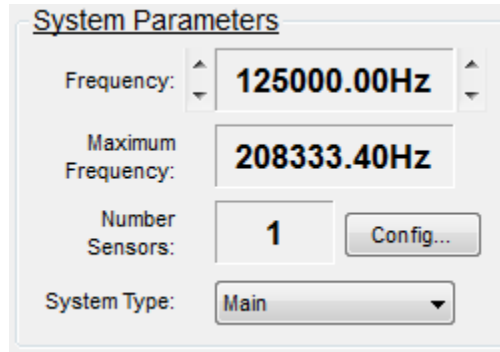 System Parameters
Frequency: 125000.00Hz
Maximum
Frequency: 208333.40Hz
Number
Sensors: 1 Config...
System Type: Main